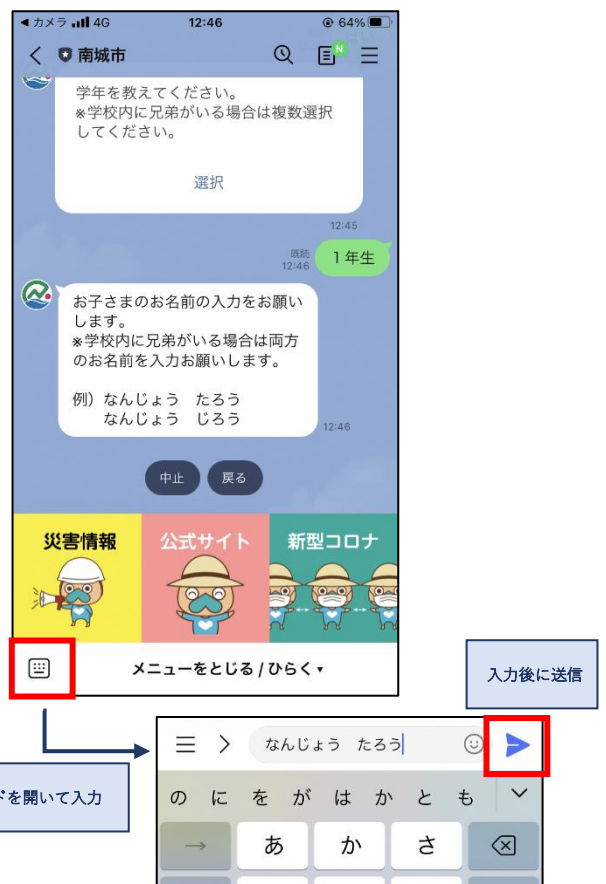 ◀ カメラ 4G 12:46 64%
南城市
N
学年を教えてください。
※学校内に兄弟がいる場合は複数選択
してください。
選択
12:45
既読
12:46
1年生
お子さまのお名前の入力をお願い
します。
※学校内に兄弟がいる場合は両方
のお名前を入力お願いします。
例）なんじょう　たろう
なんじょう　じろう
12:46
中止 戻る
災害情報 公式サイト 新型コロナ
メニューをとじる / ひらく ▾
入力後に送信
なんじょう　たろう
ドを開いて入力
の に を が は か と も
→ あ か さ